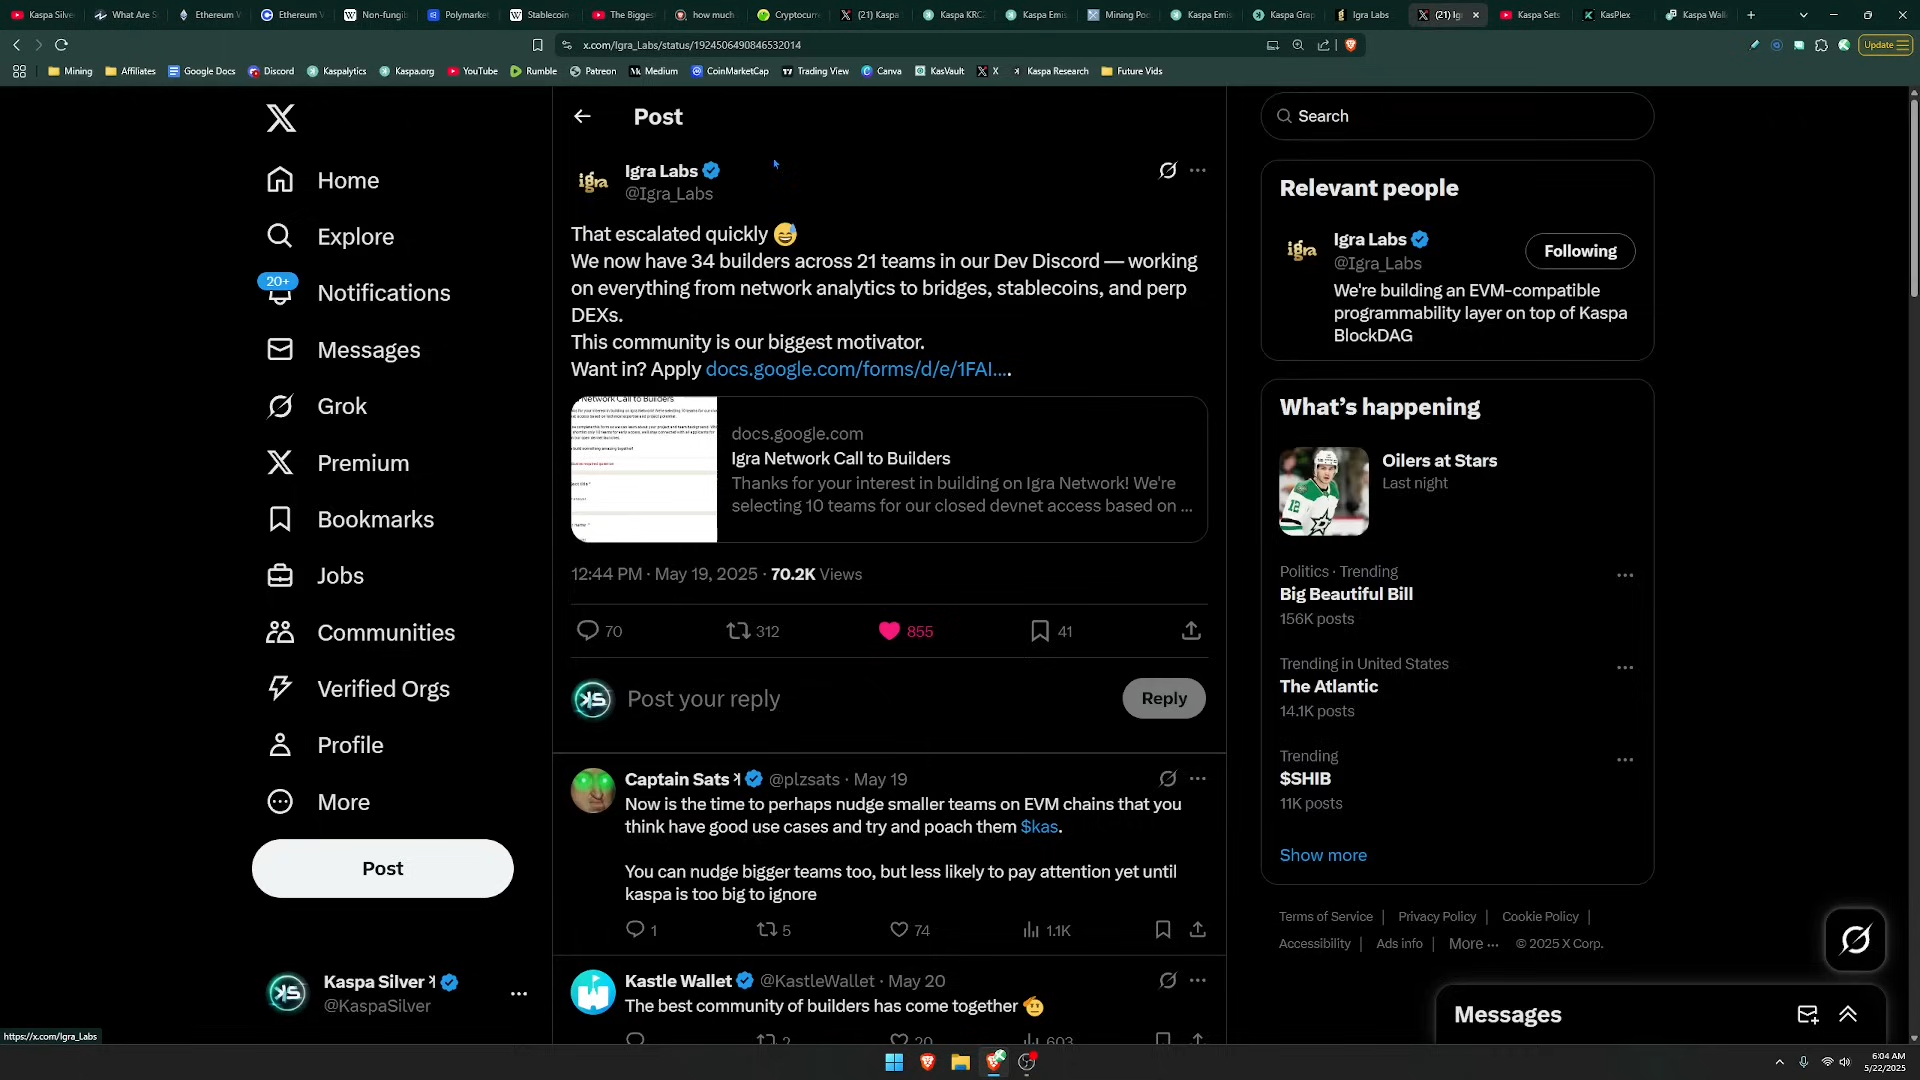 Kaspa Silve
What Are S
Ethereum V
Ethereum V
Non-fungib
Polymarket
Stablecoin
The Bigges
how much
Cryptocurr
(21) Kaspa
Kaspa KRC
Kaspa Emis
Mining Poo
Kaspa Emis
Kaspa Grap
Igra Labs
(21) Ig
Kaspa Sets
KasPlex
Kaspa Wall
x.com/Igra_Labs/status/1924506490846532014
Update
Mining
Affiliates
Google Docs
Discord
Kaspalytics
Kaspa.org
YouTube
Rumble
Patreon
Medium
CoinMarketCap
Trading View
Canva
KasVault
X
Kaspa Research
Future Vids
Home
Explore
20+
Notifications
Messages
Grok
Premium
Bookmarks
Jobs
Communities
Verified Orgs
Profile
More
Post
Kaspa Silver
@KaspaSilver
https://x.com/Igra_Labs
Post
igra
Igra Labs
@Igra_Labs
That escalated quickly 😅
We now have 34 builders across 21 teams in our Dev Discord — working
on everything from network analytics to bridges, stablecoins, and perp
DEXs.
This community is our biggest motivator.
Want in? Apply docs.google.com/forms/d/e/1FAI....
Network Call to Builders
docs.google.com
Igra Network Call to Builders
Thanks for your interest in building on Igra Network! We're
selecting 10 teams for our closed devnet access based on ...
12:44 PM · May 19, 2025 · 70.2K Views
70
312
855
41
Post your reply
Reply
Captain Sats @plzsats · May 19
Now is the time to perhaps nudge smaller teams on EVM chains that you
think have good use cases and try and poach them $kas.
You can nudge bigger teams too, but less likely to pay attention yet until
kaspa is too big to ignore
1
5
74
1.1K
Kastle Wallet @KastleWallet · May 20
The best community of builders has come together 🫡
2
20
603
Search
Relevant people
igra
Igra Labs
@Igra_Labs
Following
We're building an EVM-compatible
programmability layer on top of Kaspa
BlockDAG
What's happening
Oilers at Stars
Last night
Politics · Trending
Big Beautiful Bill
156K posts
Trending in United States
The Atlantic
14.1K posts
Trending
$SHIB
11K posts
Show more
Terms of Service | Privacy Policy | Cookie Policy |
Accessibility | Ads info | More ··· © 2025 X Corp.
Messages
6:04 AM
5/22/2025